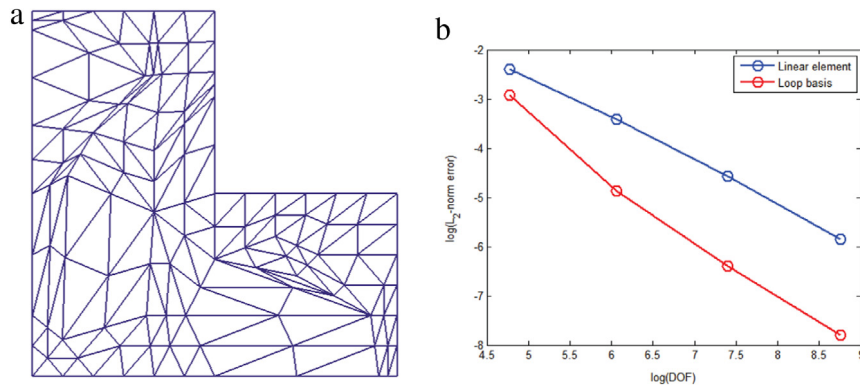 a
b
-2
-3
-4
-5
-6
-7
-8
4.5 5 5.5 6 6.5 7 7.5 8 8.5 9
log(L2-norm error)
log(DOF)
Linear element
Loop basis